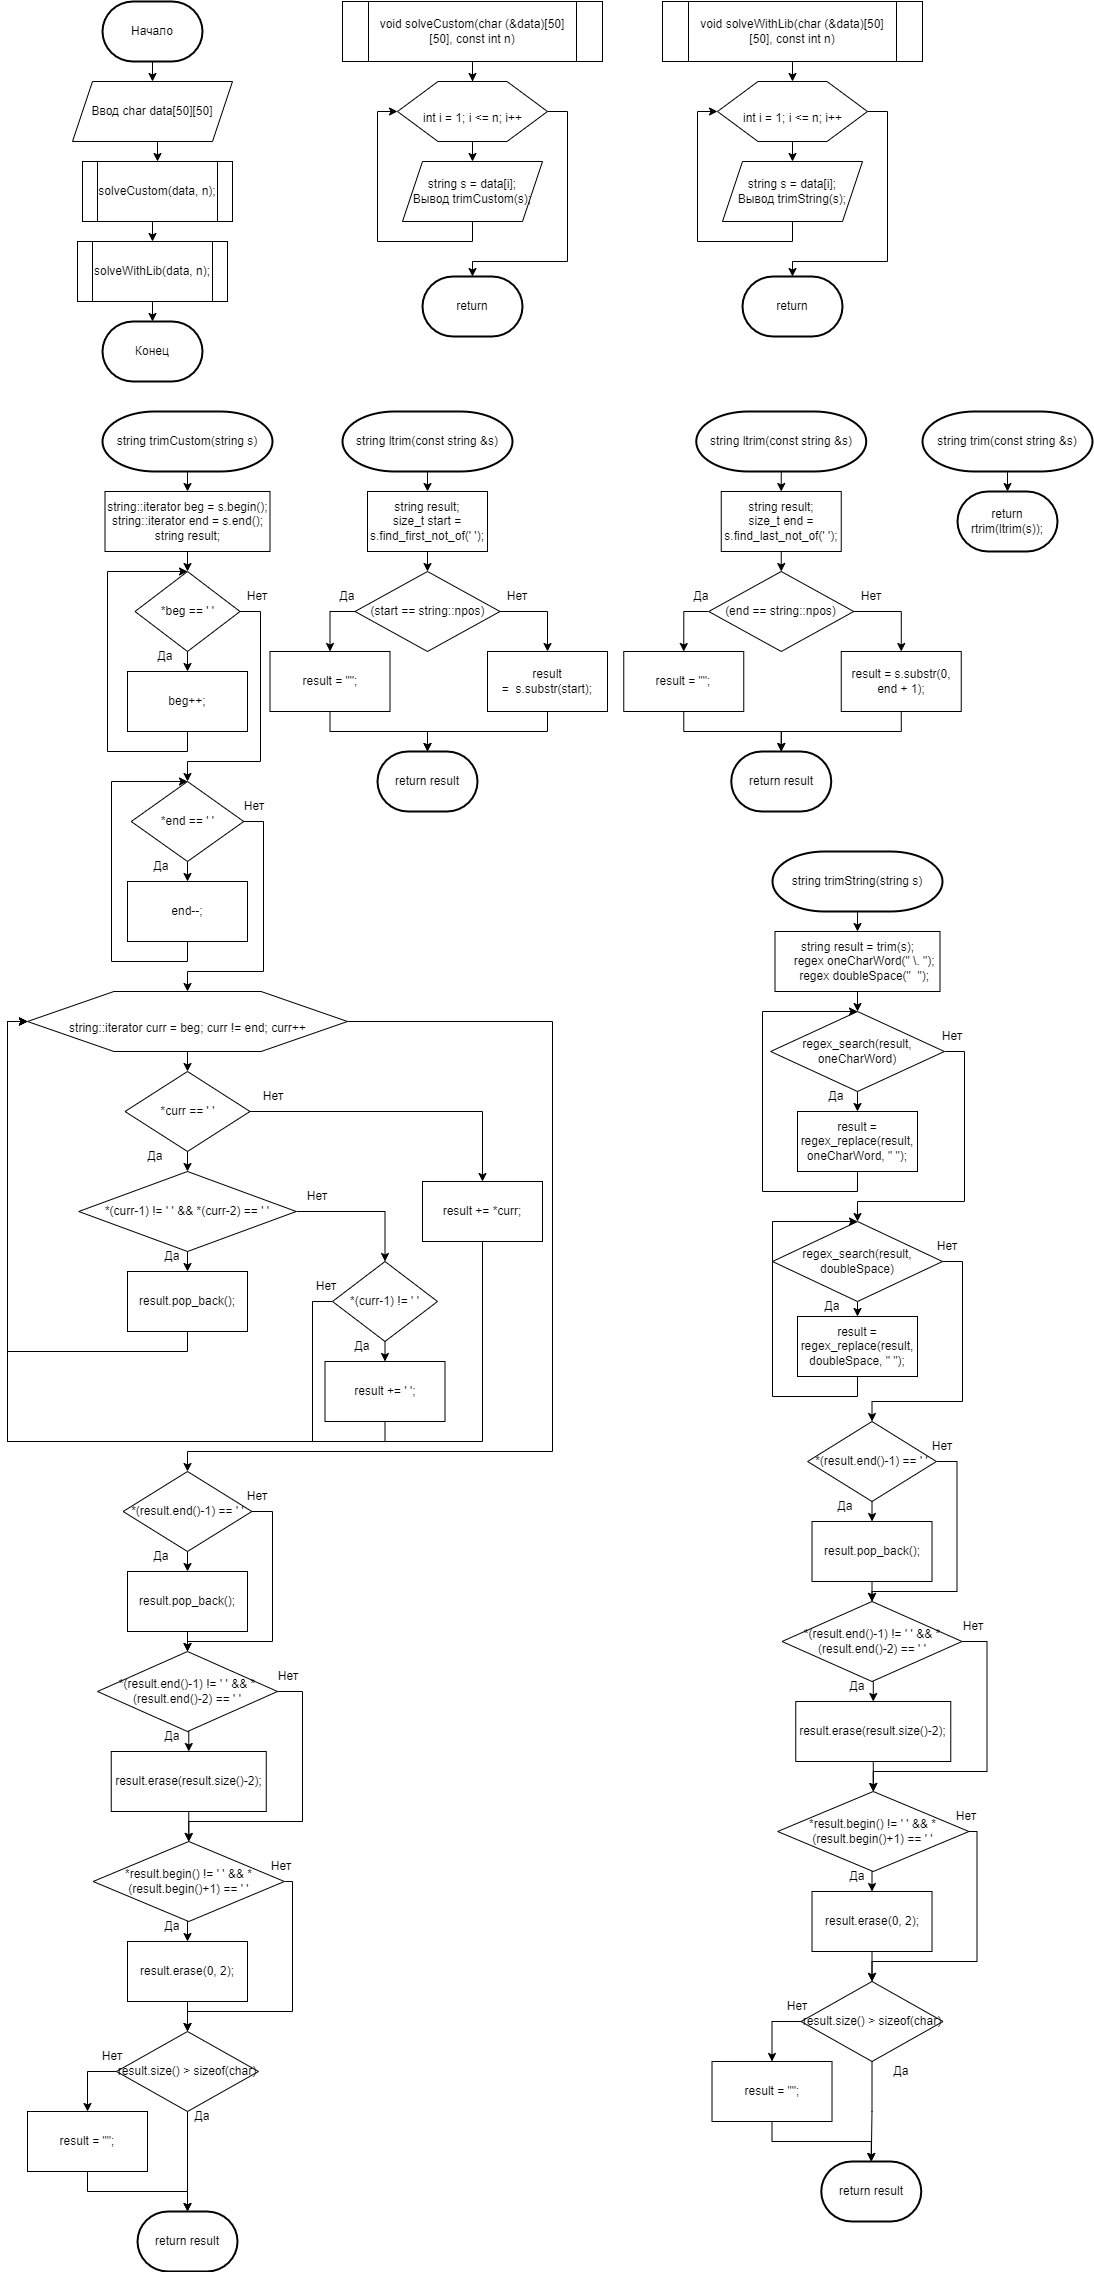 Начало
Ввод char data[50][50]
solveCustom(data, n);
solveWithLib(data, n);
Конец
void solveCustom(char (&data)[50]
[50], const int n)
int i = 1; i <= n; i++
string s = data[i];
Вывод trimCustom(s);
return
void solveWithLib(char (&data)[50]
[50], const int n)
int i = 1; i <= n; i++
string s = data[i];
Вывод trimString(s);
return
string trimCustom(string s)
string::iterator beg = s.begin();
string::iterator end = s.end();
string result;
*beg == ' '
Нет
Да
beg++;
*end == ' '
Нет
Да
end--;
string::iterator curr = beg; curr != end; curr++
*curr == ' '
Нет
Да
*(curr-1) != ' ' && *(curr-2) == ' '
Нет
result += *curr;
Да
result.pop_back();
Нет
*(curr-1) != ' '
Да
result += ' ';
*(result.end()-1) == ' '
Нет
Да
result.pop_back();
*(result.end()-1) != ' ' && *
(result.end()-2) == ' '
Нет
Да
result.erase(result.size()-2);
*result.begin() != ' ' && *
(result.begin()+1) == ' '
Нет
Да
result.erase(0, 2);
Нет
result.size() > sizeof(char)
Да
result = "";
return result
string ltrim(const string &s)
string result;
size_t start =
s.find_first_not_of(' ');
Да
(start == string::npos)
Нет
result = "";
result
=  s.substr(start);
return result
string ltrim(const string &s)
string result;
size_t end =
s.find_last_not_of(' ');
Да
(end == string::npos)
Нет
result = "";
result = s.substr(0,
end + 1);
return result
string trim(const string &s)
return
rtrim(ltrim(s));
string trimString(string s)
string result = trim(s);
regex oneCharWord(" \. ");
regex doubleSpace("  ");
regex_search(result,
oneCharWord)
Нет
Да
result =
regex_replace(result,
oneCharWord, " ");
regex_search(result,
doubleSpace)
Нет
Да
result =
regex_replace(result,
doubleSpace, " ");
*(result.end()-1) == ' '
Нет
Да
result.pop_back();
*(result.end()-1) != ' ' && *
(result.end()-2) == ' '
Нет
Да
result.erase(result.size()-2);
*result.begin() != ' ' && *
(result.begin()+1) == ' '
Нет
Да
result.erase(0, 2);
Нет
result.size() > sizeof(char)
Да
result = "";
return result